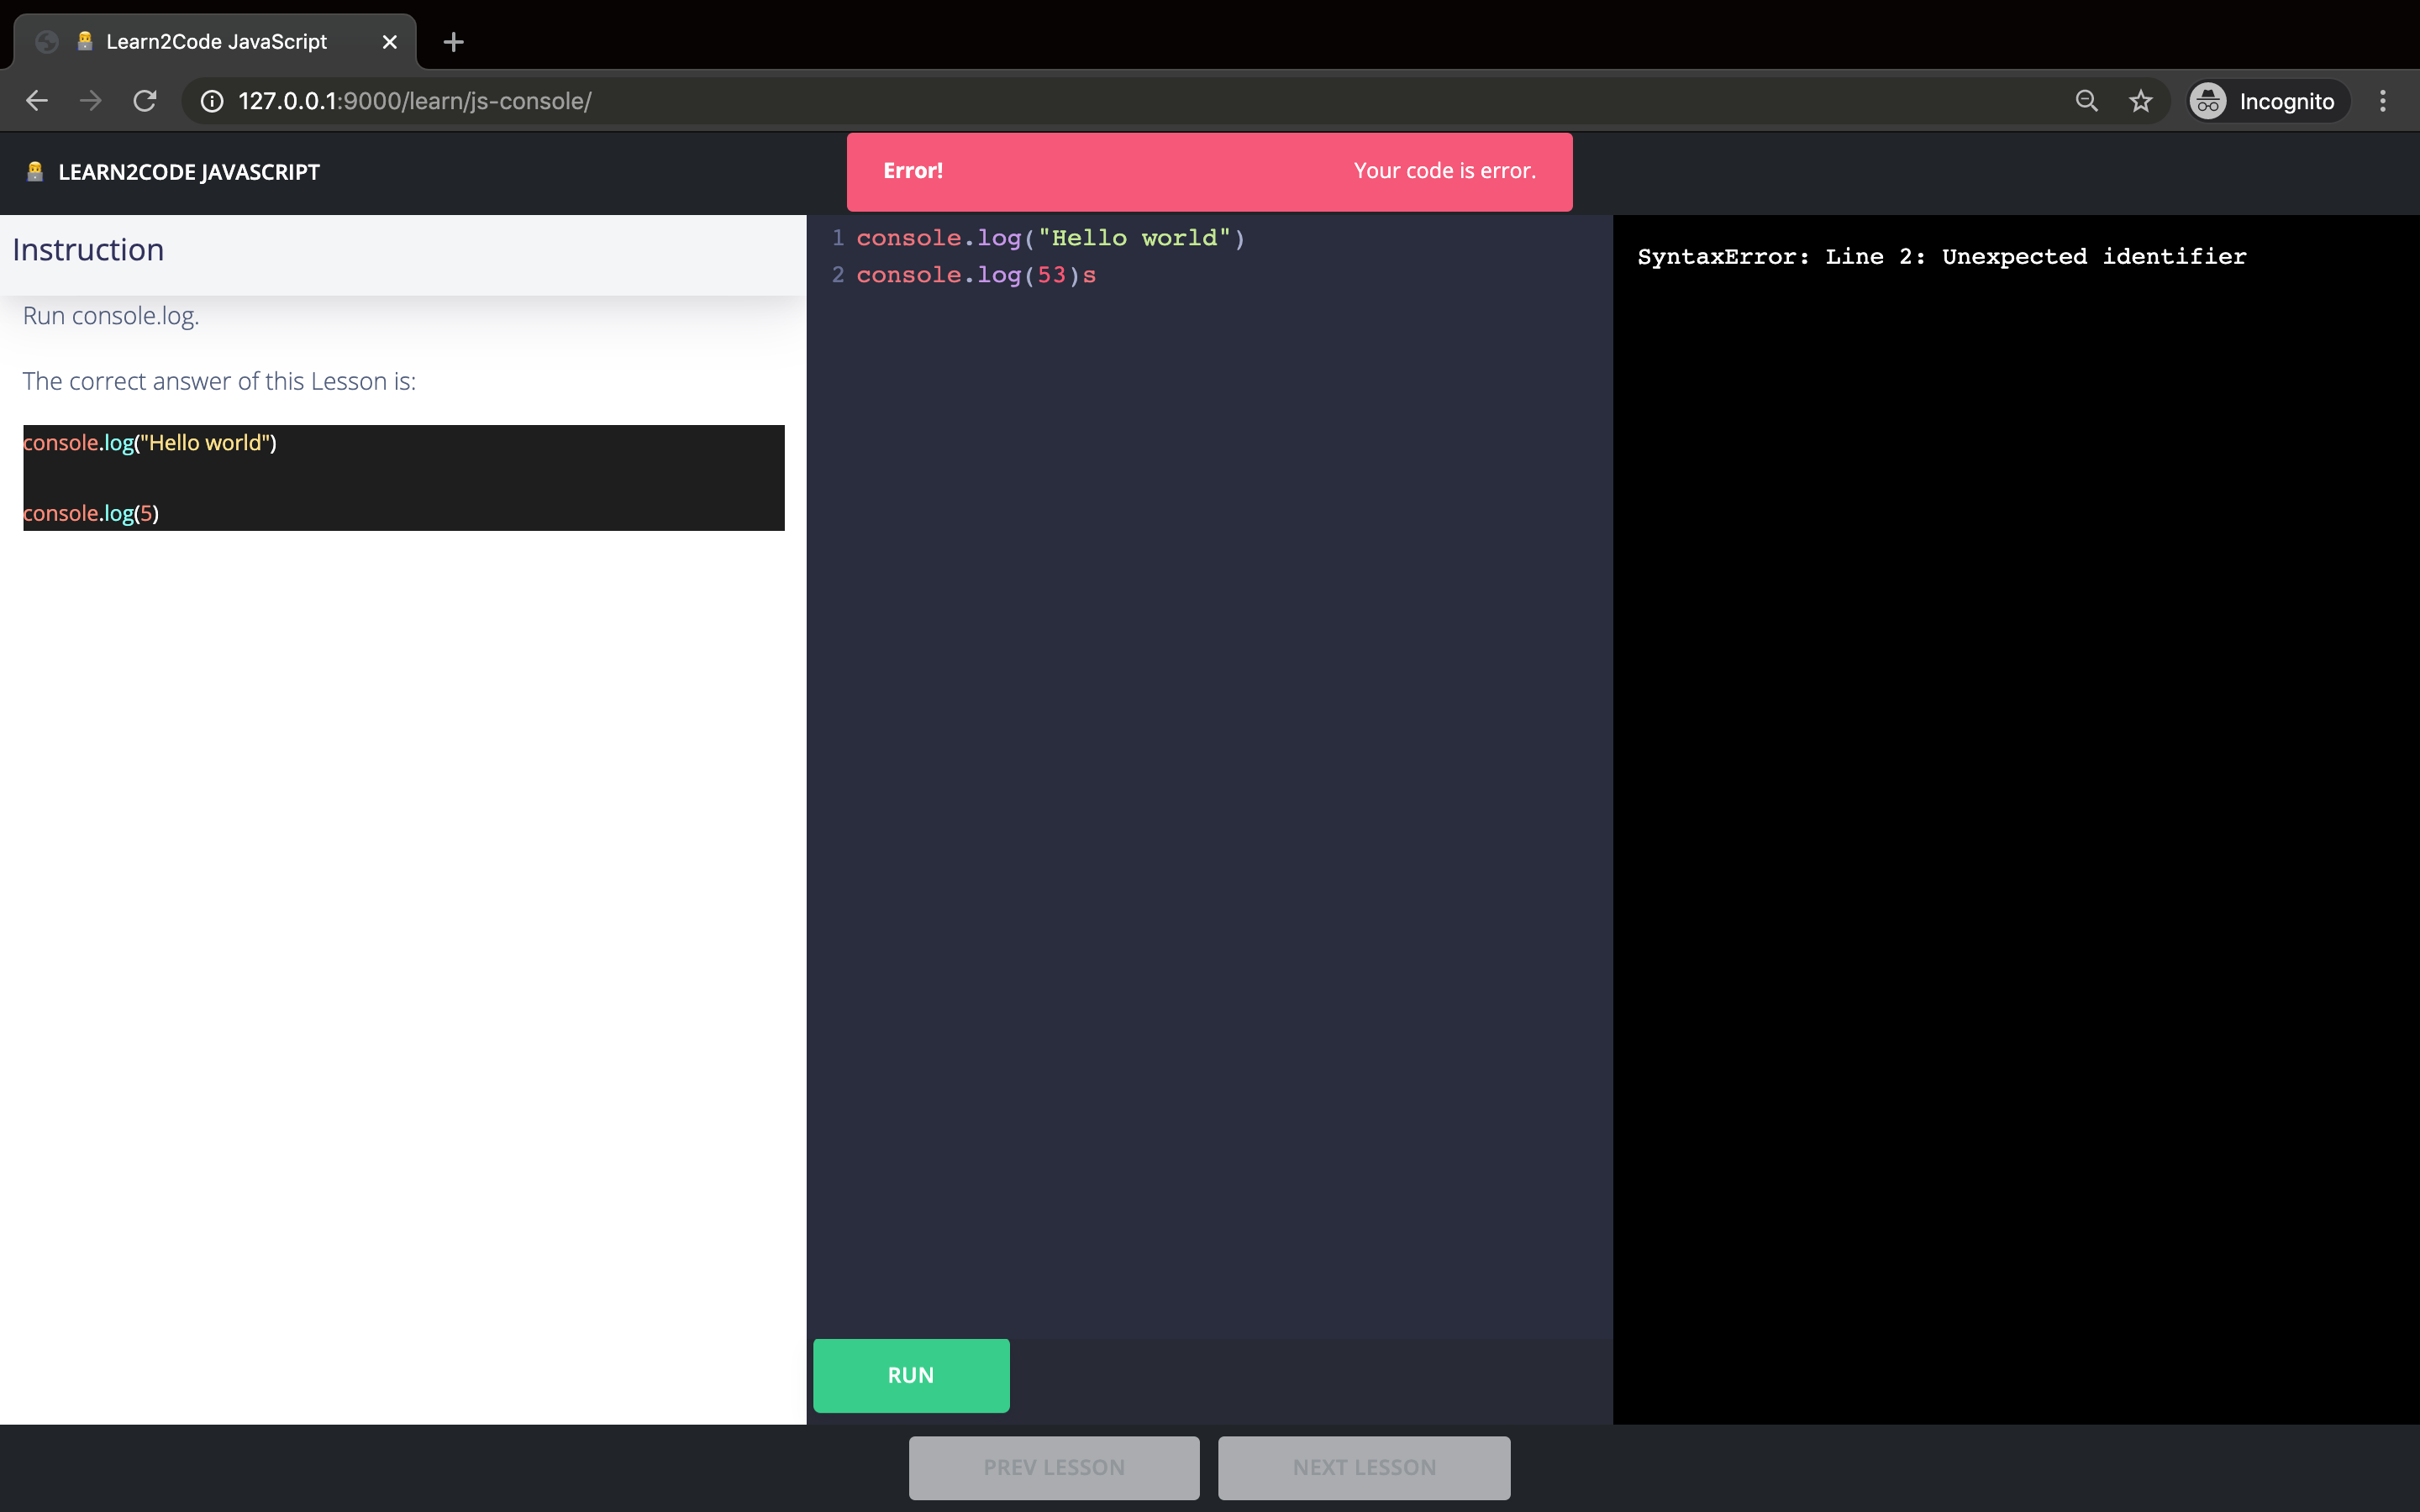 Learn2Code JavaScript
127.0.0.1:9000/learn/js-console/
Incognito
LEARN2CODE JAVASCRIPT
Error! Your code is error.
Instruction
Run console.log.
The correct answer of this Lesson is:
console.log("Hello world")
console.log(5)
1 console.log("Hello world")
2 console.log(53)s
RUN
SyntaxError: Line 2: Unexpected identifier
PREV LESSON
NEXT LESSON